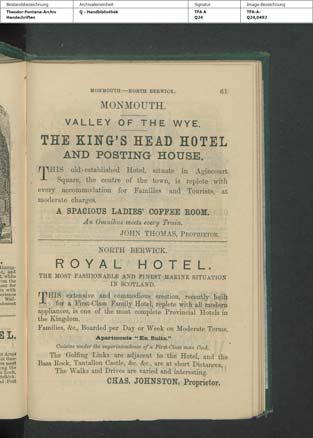 Bestandsbezeichnung
Theodor-Fontane-Archiv
Handschriften
Archivaleneinheit
Q - Handbibliothek
Signatur
TFA A
Q24
Image-Bezeichnung
TFA-A-
Q24,0492
MONMOUTH—NORTH BERWICK. 61
MONMOUTH.
VALLEY OF THE WYE.
THE KING'S HEAD HOTEL
AND POSTING HOUSE.
THIS old-established Hotel, situate in Agincourt
Square, the centre of the town, is replete with
every accommodation for Families and Tourists, at
moderate charges.
A SPACIOUS LADIES' COFFEE ROOM.
An Omnibus meets every Train.
JOHN THOMAS, PROPRIETOR.
NORTH BERWICK.
ROYAL HOTEL.
THE MOST FASHIONABLE AND FINEST MARINE SITUATION
IN SCOTLAND.
THIS extensive and commodious erection, recently built
for a First-Class Family Hotel, replete with all modern
appliances, is one of the most complete Provincial Hotels in
the Kingdom.
Families, &c., Boarded per Day or Week on Moderate Terms.
Apartments "En Suite."
Cuisine under the superintendence of a First-Class man Cook.
The Golfing Links are adjacent to the Hotel, and the
Bass Rock, Tantallon Castle, &c. &c., are at short Distances,
The Walks and Drives are varied and interesting.
CHAS. JOHNSTON, Proprietor.